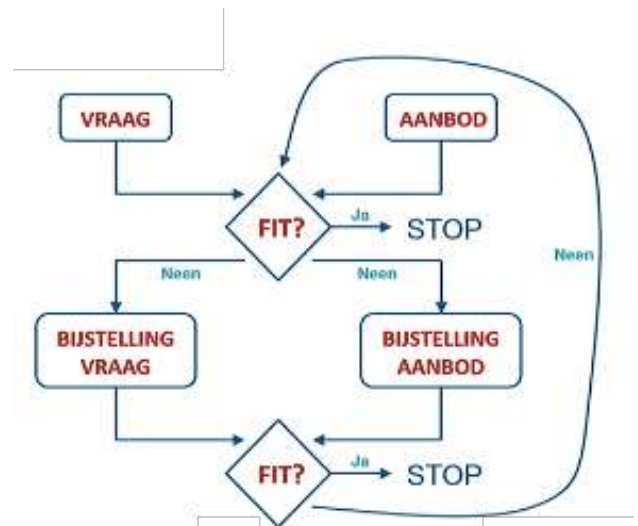 VRAAG
AANBOD
FIT?
Ja
STOP
Neen
Neen
Neen
BIJSTELLING
VRAAG
BIJSTELLING
AANBOD
FIT?
Ja
STOP